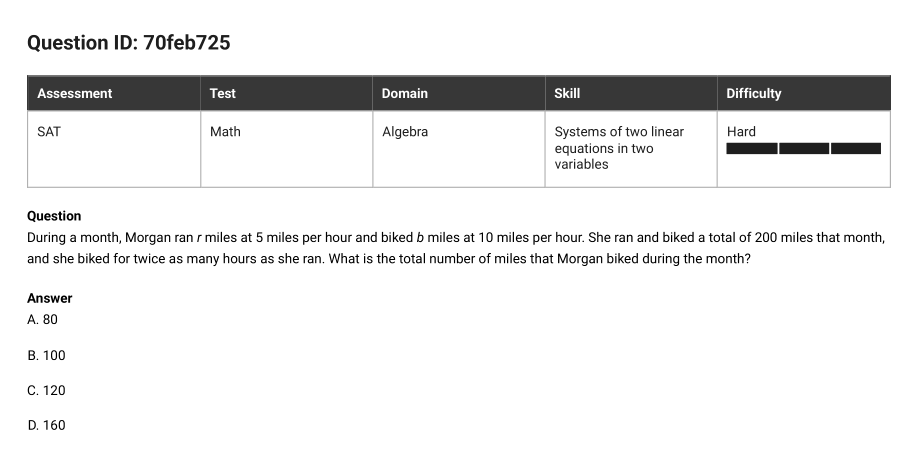 Question ID: 70feb725
Assessment Test Domain Skill Difficulty
SAT Math Algebra Systems of two linear Hard
equations in two
variables
Question
During a month, Morgan ran r miles at 5 miles per hour and biked b miles at 10 miles per hour. She ran and biked a total of 200 miles that month,
and she biked for twice as many hours as she ran. What is the total number of miles that Morgan biked during the month?
Answer
A. 80
B. 100
C. 120
D. 160